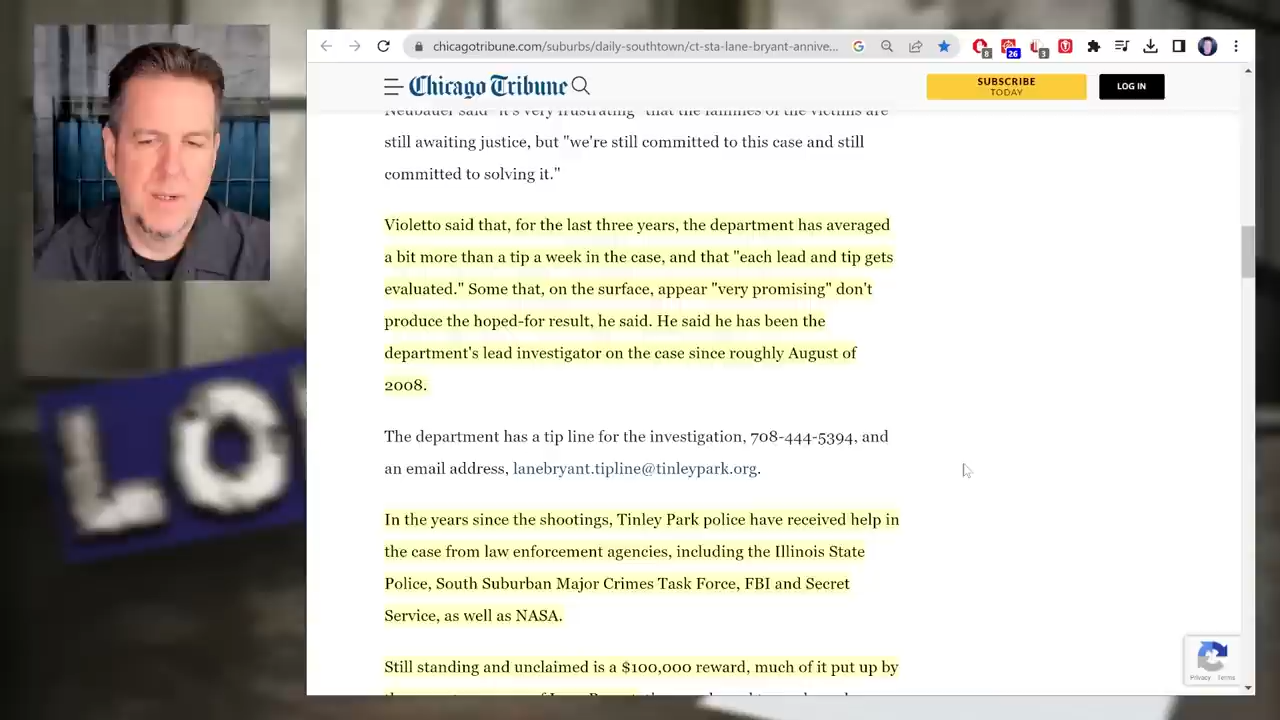 chicagotribune.com/suburbs/daily-southtown/ct-sta-lane-bryant-annive...
8
26
3
Chicago Tribune
SUBSCRIBE
TODAY
LOG IN
Neubauer said "it's very frustrating" that the families of the victims are
still awaiting justice, but "we're still committed to this case and still
committed to solving it."
Violetto said that, for the last three years, the department has averaged
a bit more than a tip a week in the case, and that "each lead and tip gets
evaluated." Some that, on the surface, appear "very promising" don't
produce the hoped-for result, he said. He said he has been the
department's lead investigator on the case since roughly August of
2008.
The department has a tip line for the investigation, 708-444-5394, and
an email address, lanebryant.tipline@tinleypark.org.
In the years since the shootings, Tinley Park police have received help in
the case from law enforcement agencies, including the Illinois State
Police, South Suburban Major Crimes Task Force, FBI and Secret
Service, as well as NASA.
Still standing and unclaimed is a $100,000 reward, much of it put up by
LO
Privacy - Terms